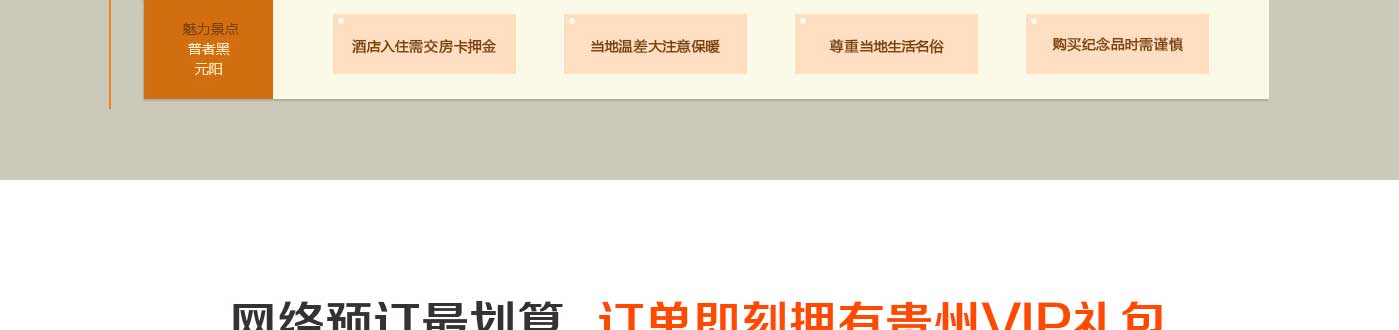 魅力景点
普者黑
元阳
酒店入住需交房卡押金
当地温差大注意保暖
尊重当地生活名俗
购买纪念品时需谨慎
网络预订最划算 订单即刻拥有贵州VIP礼包